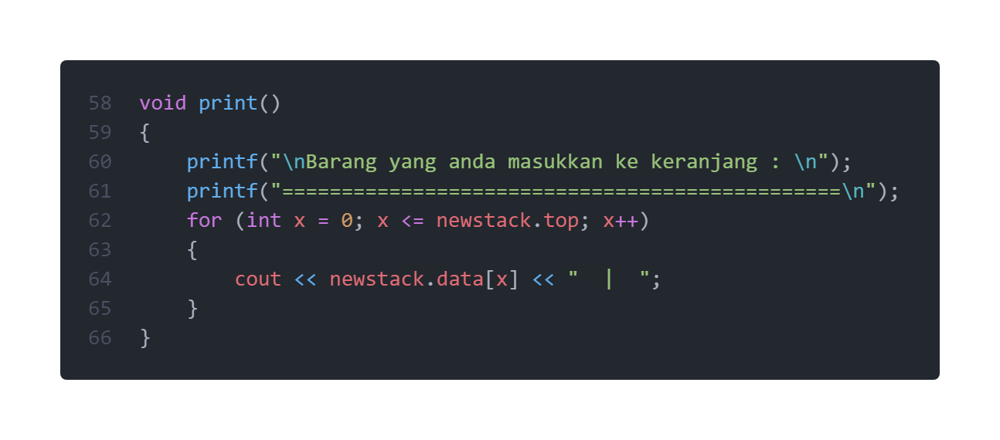 58 void print()
59 {
60     printf("\nBarang yang anda masukkan ke keranjang : \n");
61     printf("===============================================\n");
62     for (int x = 0; x <= newstack.top; x++)
63     {
64         cout << newstack.data[x] << "  |  ";
65     }
66 }